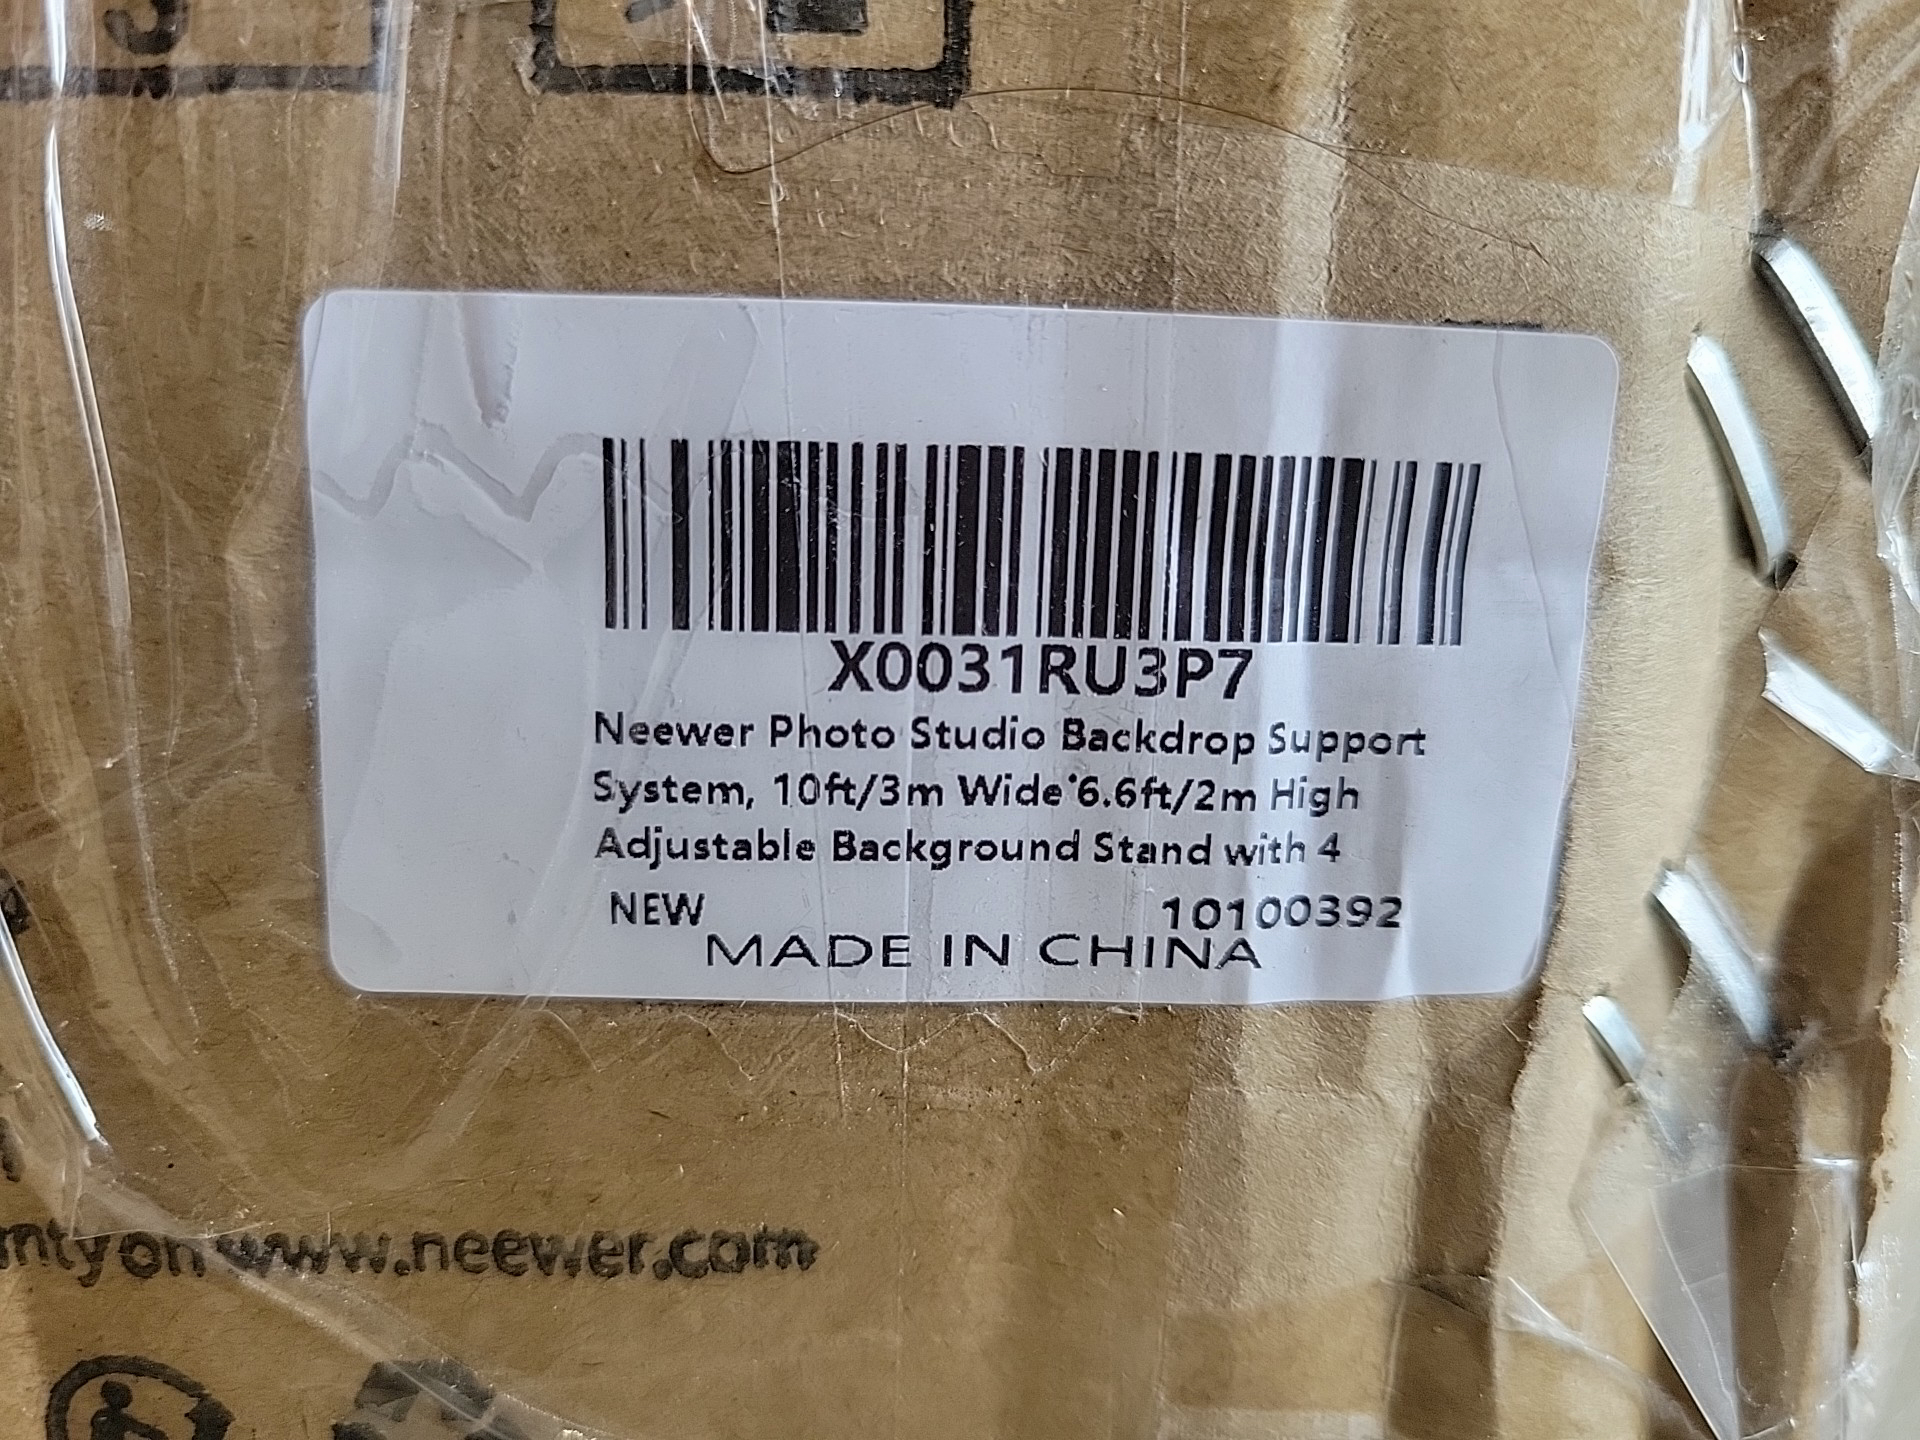 X0031RU3P7
Neewer Photo Studio Backdrop Support
System, 10ft/3m Wide*6.6ft/2m High
Adjustable Background Stand with 4
NEW 10100392
MADE IN CHINA
on www.neewer.com